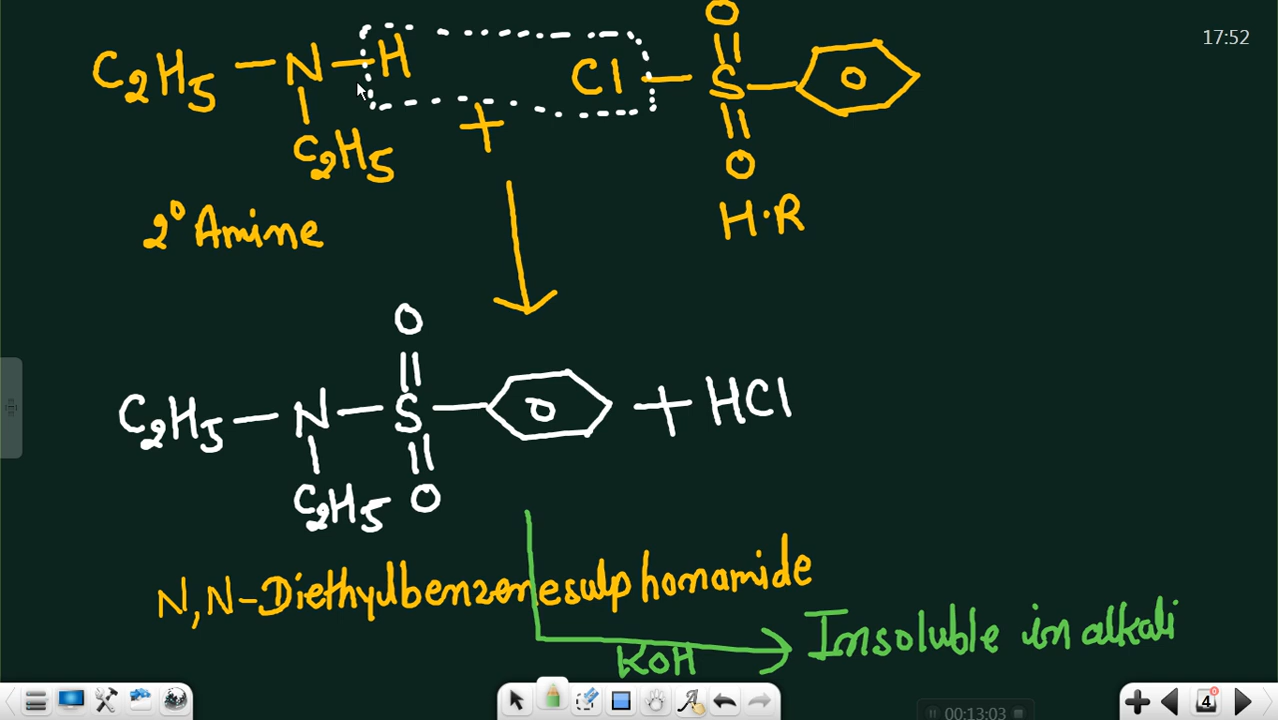 17:52
O
C2H5 — N — H Cl — S
C2H5 + O
2° Amine H·R
O
C2H5 — N — S + HCl
C2H5 O
N,N-Diethylbenzenesulphonamide
KOH Insoluble in alkali
4
00:13:03